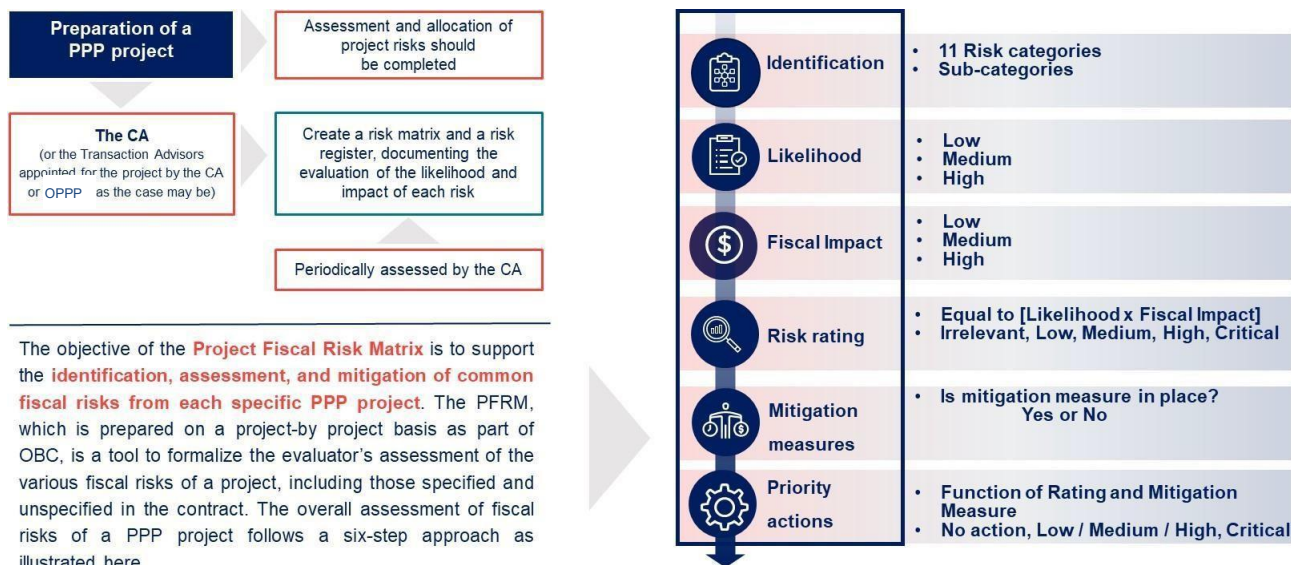 Preparation of a
PPP project
Assessment and allocation of
project risks should
be completed
The CA
(or the Transaction Advisors
appointed for the project by the CA
or OPPP as the case may be)
Create a risk matrix and a risk
register, documenting the
evaluation of the likelihood and
impact of each risk
Periodically assessed by the CA
The objective of the Project Fiscal Risk Matrix is to support
the identification, assessment, and mitigation of common
fiscal risks from each specific PPP project. The PFRM,
which is prepared on a project-by project basis as part of
OBC, is a tool to formalize the evaluator's assessment of the
various fiscal risks of a project, including those specified and
unspecified in the contract. The overall assessment of fiscal
risks of a PPP project follows a six-step approach as
illustrated here
Identification
• 11 Risk categories
• Sub-categories
Likelihood
• Low
• Medium
• High
Fiscal Impact
• Low
• Medium
• High
Risk rating
• Equal to [Likelihood x Fiscal Impact]
• Irrelevant, Low, Medium, High, Critical
Mitigation
measures
• Is mitigation measure in place?
Yes or No
Priority
actions
• Function of Rating and Mitigation
Measure
• No action, Low / Medium / High, Critical